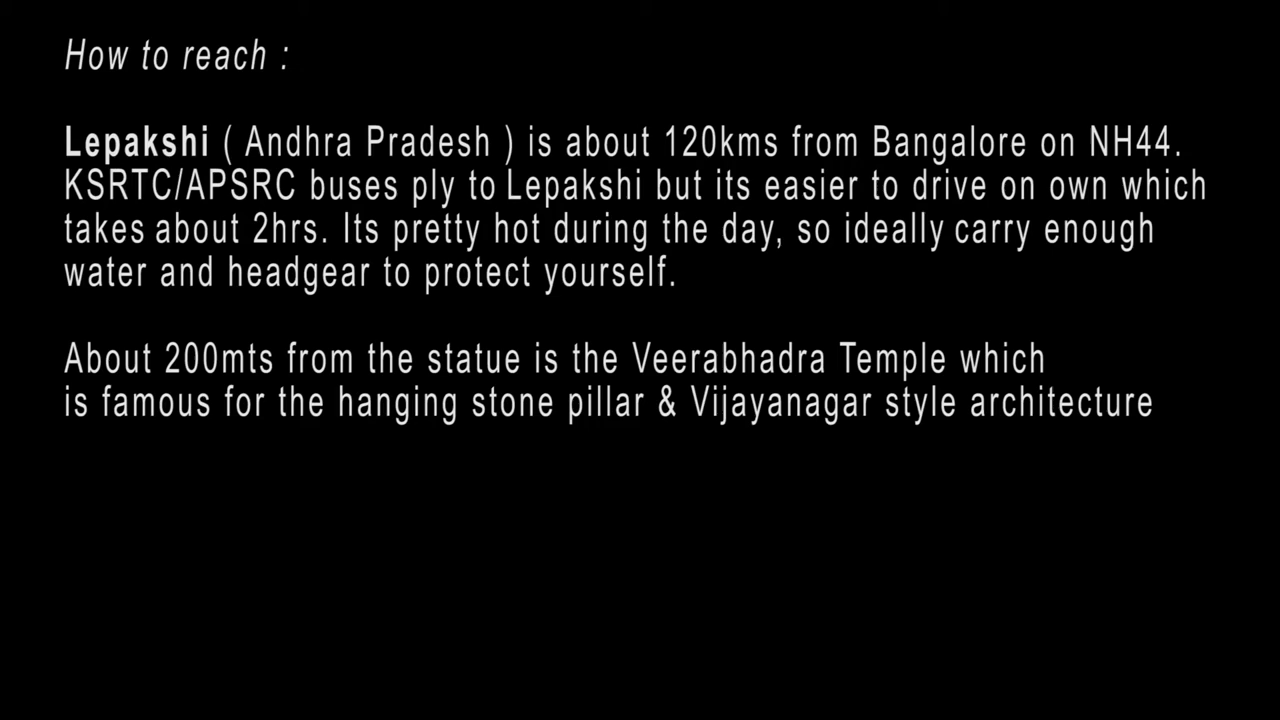 How to reach :
Lepakshi ( Andhra Pradesh ) is about 120kms from Bangalore on NH44.
KSRTC/APSRC buses ply to Lepakshi but its easier to drive on own which
takes about 2hrs. Its pretty hot during the day, so ideally carry enough
water and headgear to protect yourself.
About 200mts from the statue is the Veerabhadra Temple which
is famous for the hanging stone pillar & Vijayanagar style architecture